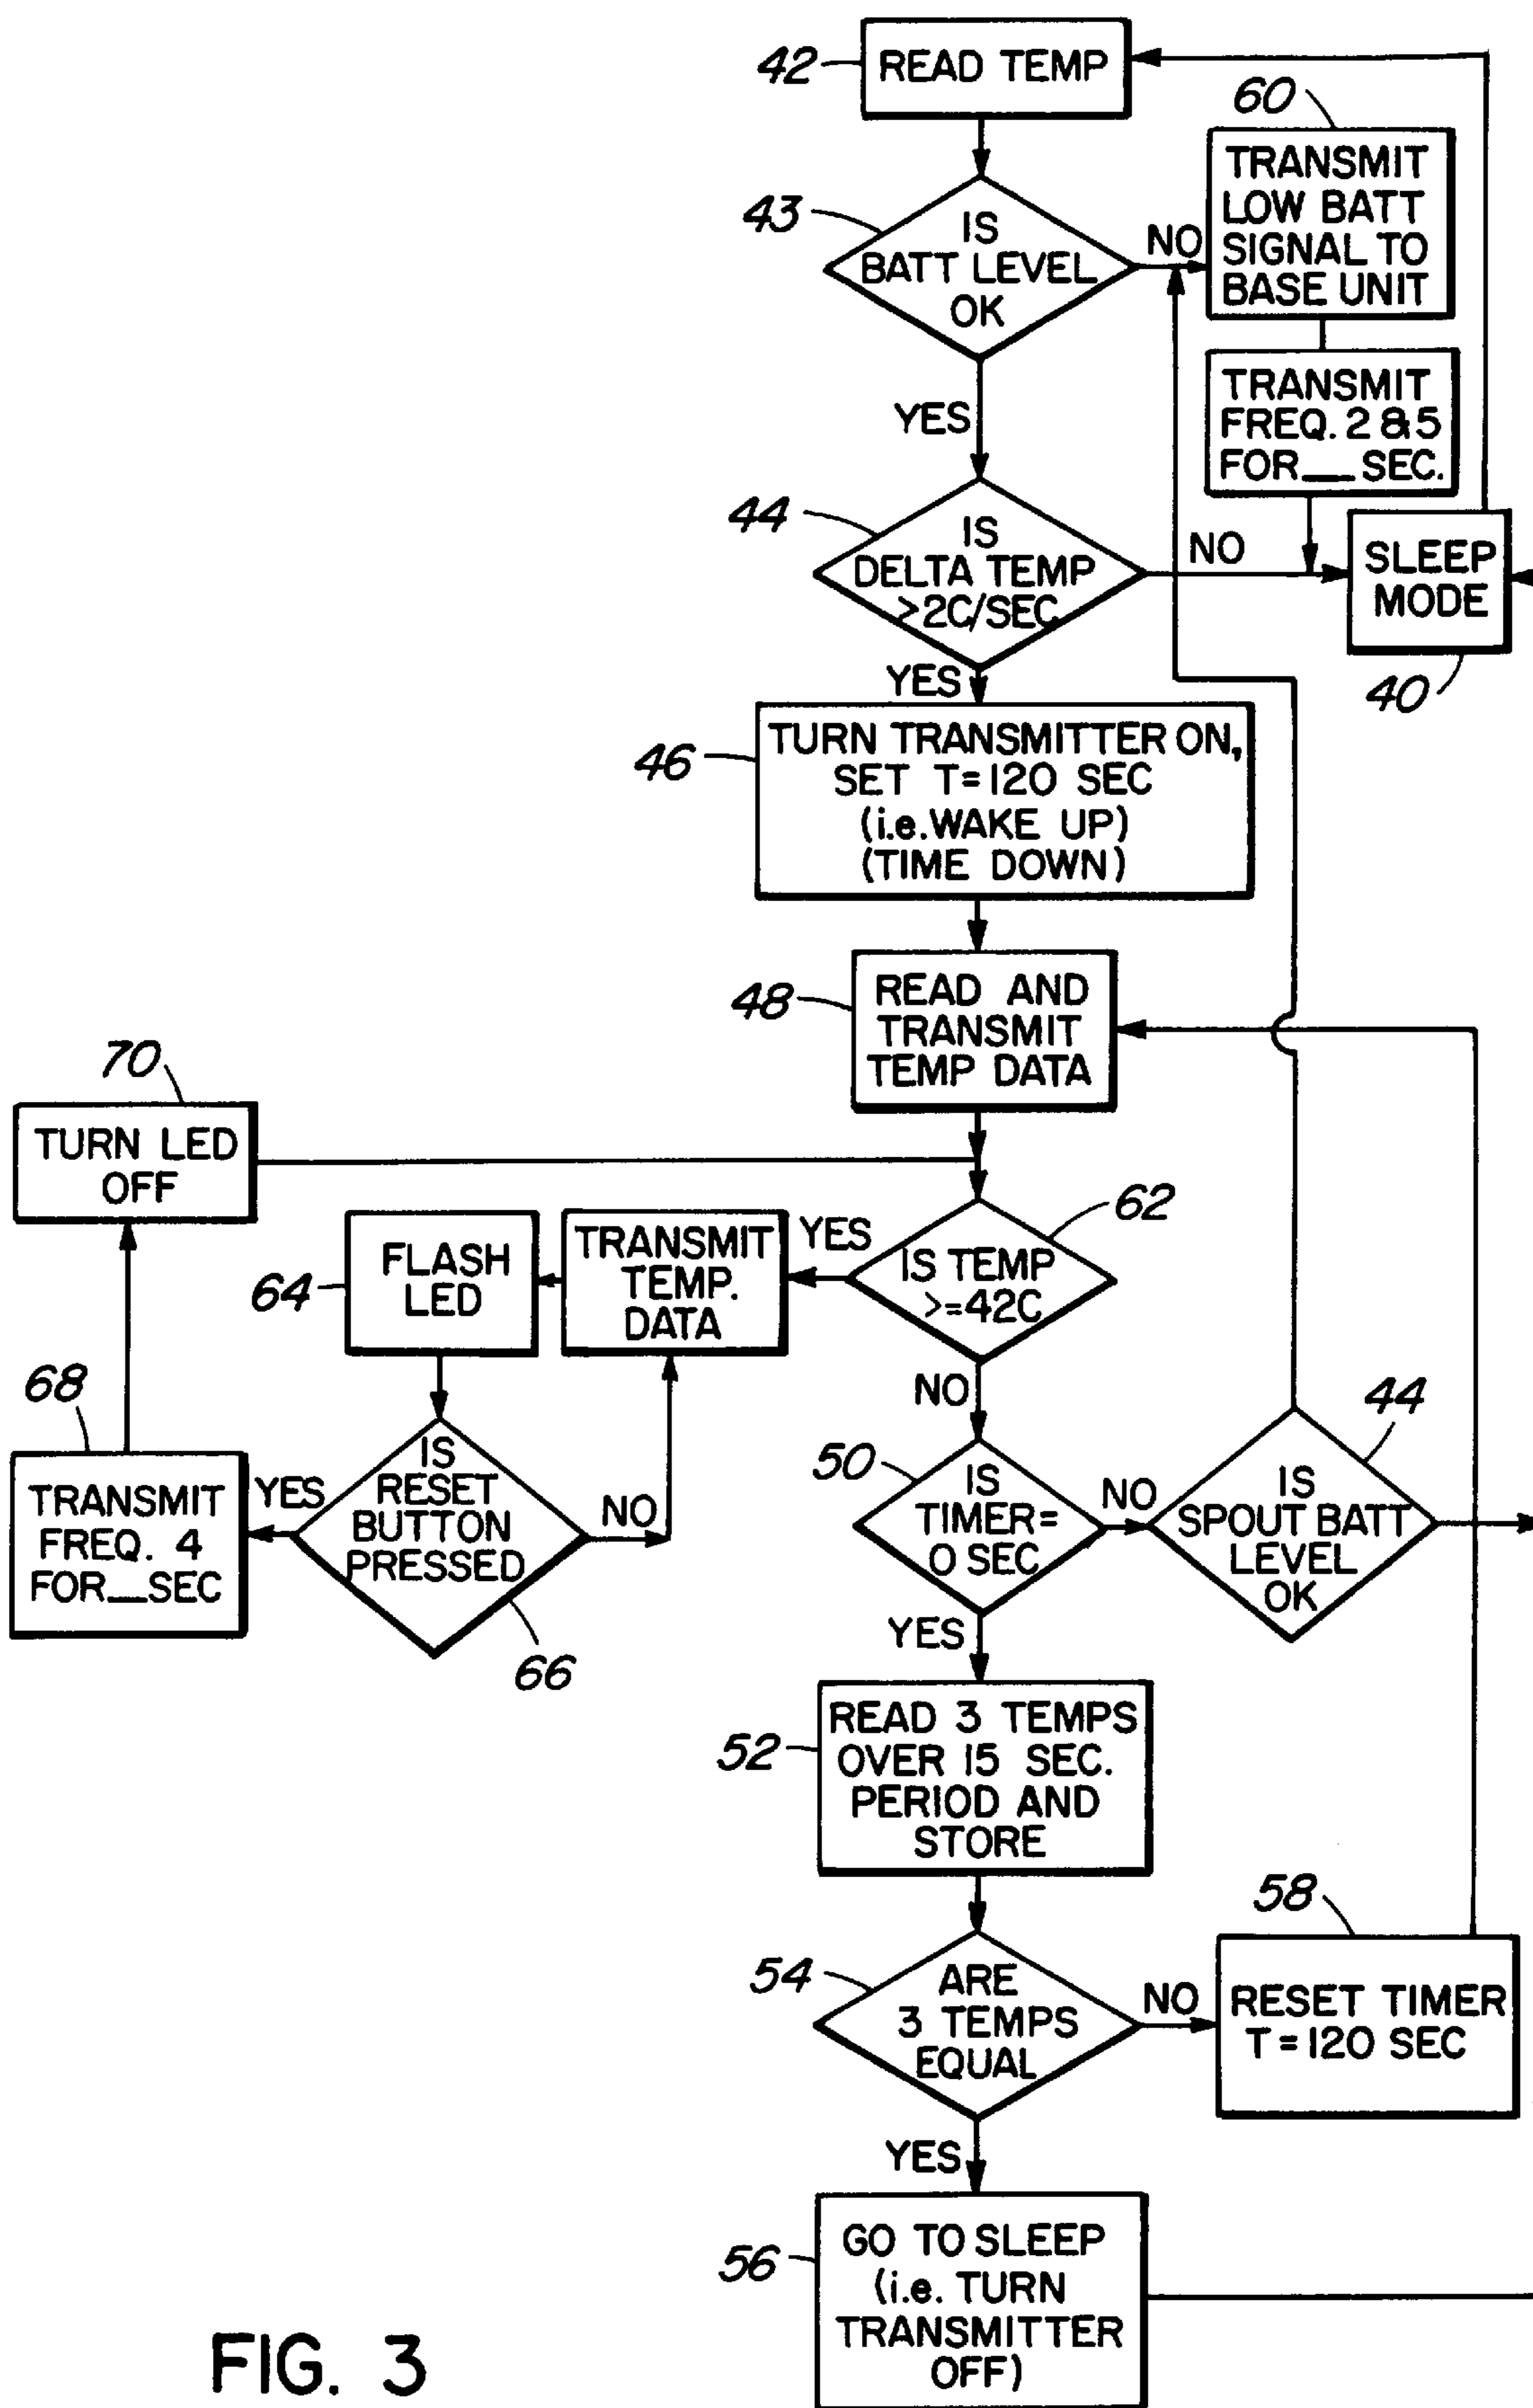 42
READ TEMP
60
TRANSMIT
LOW BATT
SIGNAL TO
BASE UNIT
43
IS
BATT LEVEL
OK
NO
YES
TRANSMIT
FREQ. 2 & 5
FOR__SEC.
44
IS
DELTA TEMP
>2C/SEC
NO
SLEEP
MODE
40
YES
46
TURN TRANSMITTER ON,
SET T=120 SEC
(i.e. WAKE UP)
(TIME DOWN)
48
READ AND
TRANSMIT
TEMP DATA
70
TURN LED
OFF
62
IS TEMP
>=42C
YES
TRANSMIT
TEMP.
DATA
64
FLASH
LED
NO
68
TRANSMIT
FREQ. 4
FOR__SEC
YES
IS
RESET
BUTTON
PRESSED
NO
66
50
IS
TIMER=
0 SEC
NO
44
IS
SPOUT BATT
LEVEL
OK
YES
52
READ 3 TEMPS
OVER 15 SEC.
PERIOD AND
STORE
54
ARE
3 TEMPS
EQUAL
NO
58
RESET TIMER
T=120 SEC
YES
56
GO TO SLEEP
(i.e. TURN
TRANSMITTER
OFF)
FIG. 3